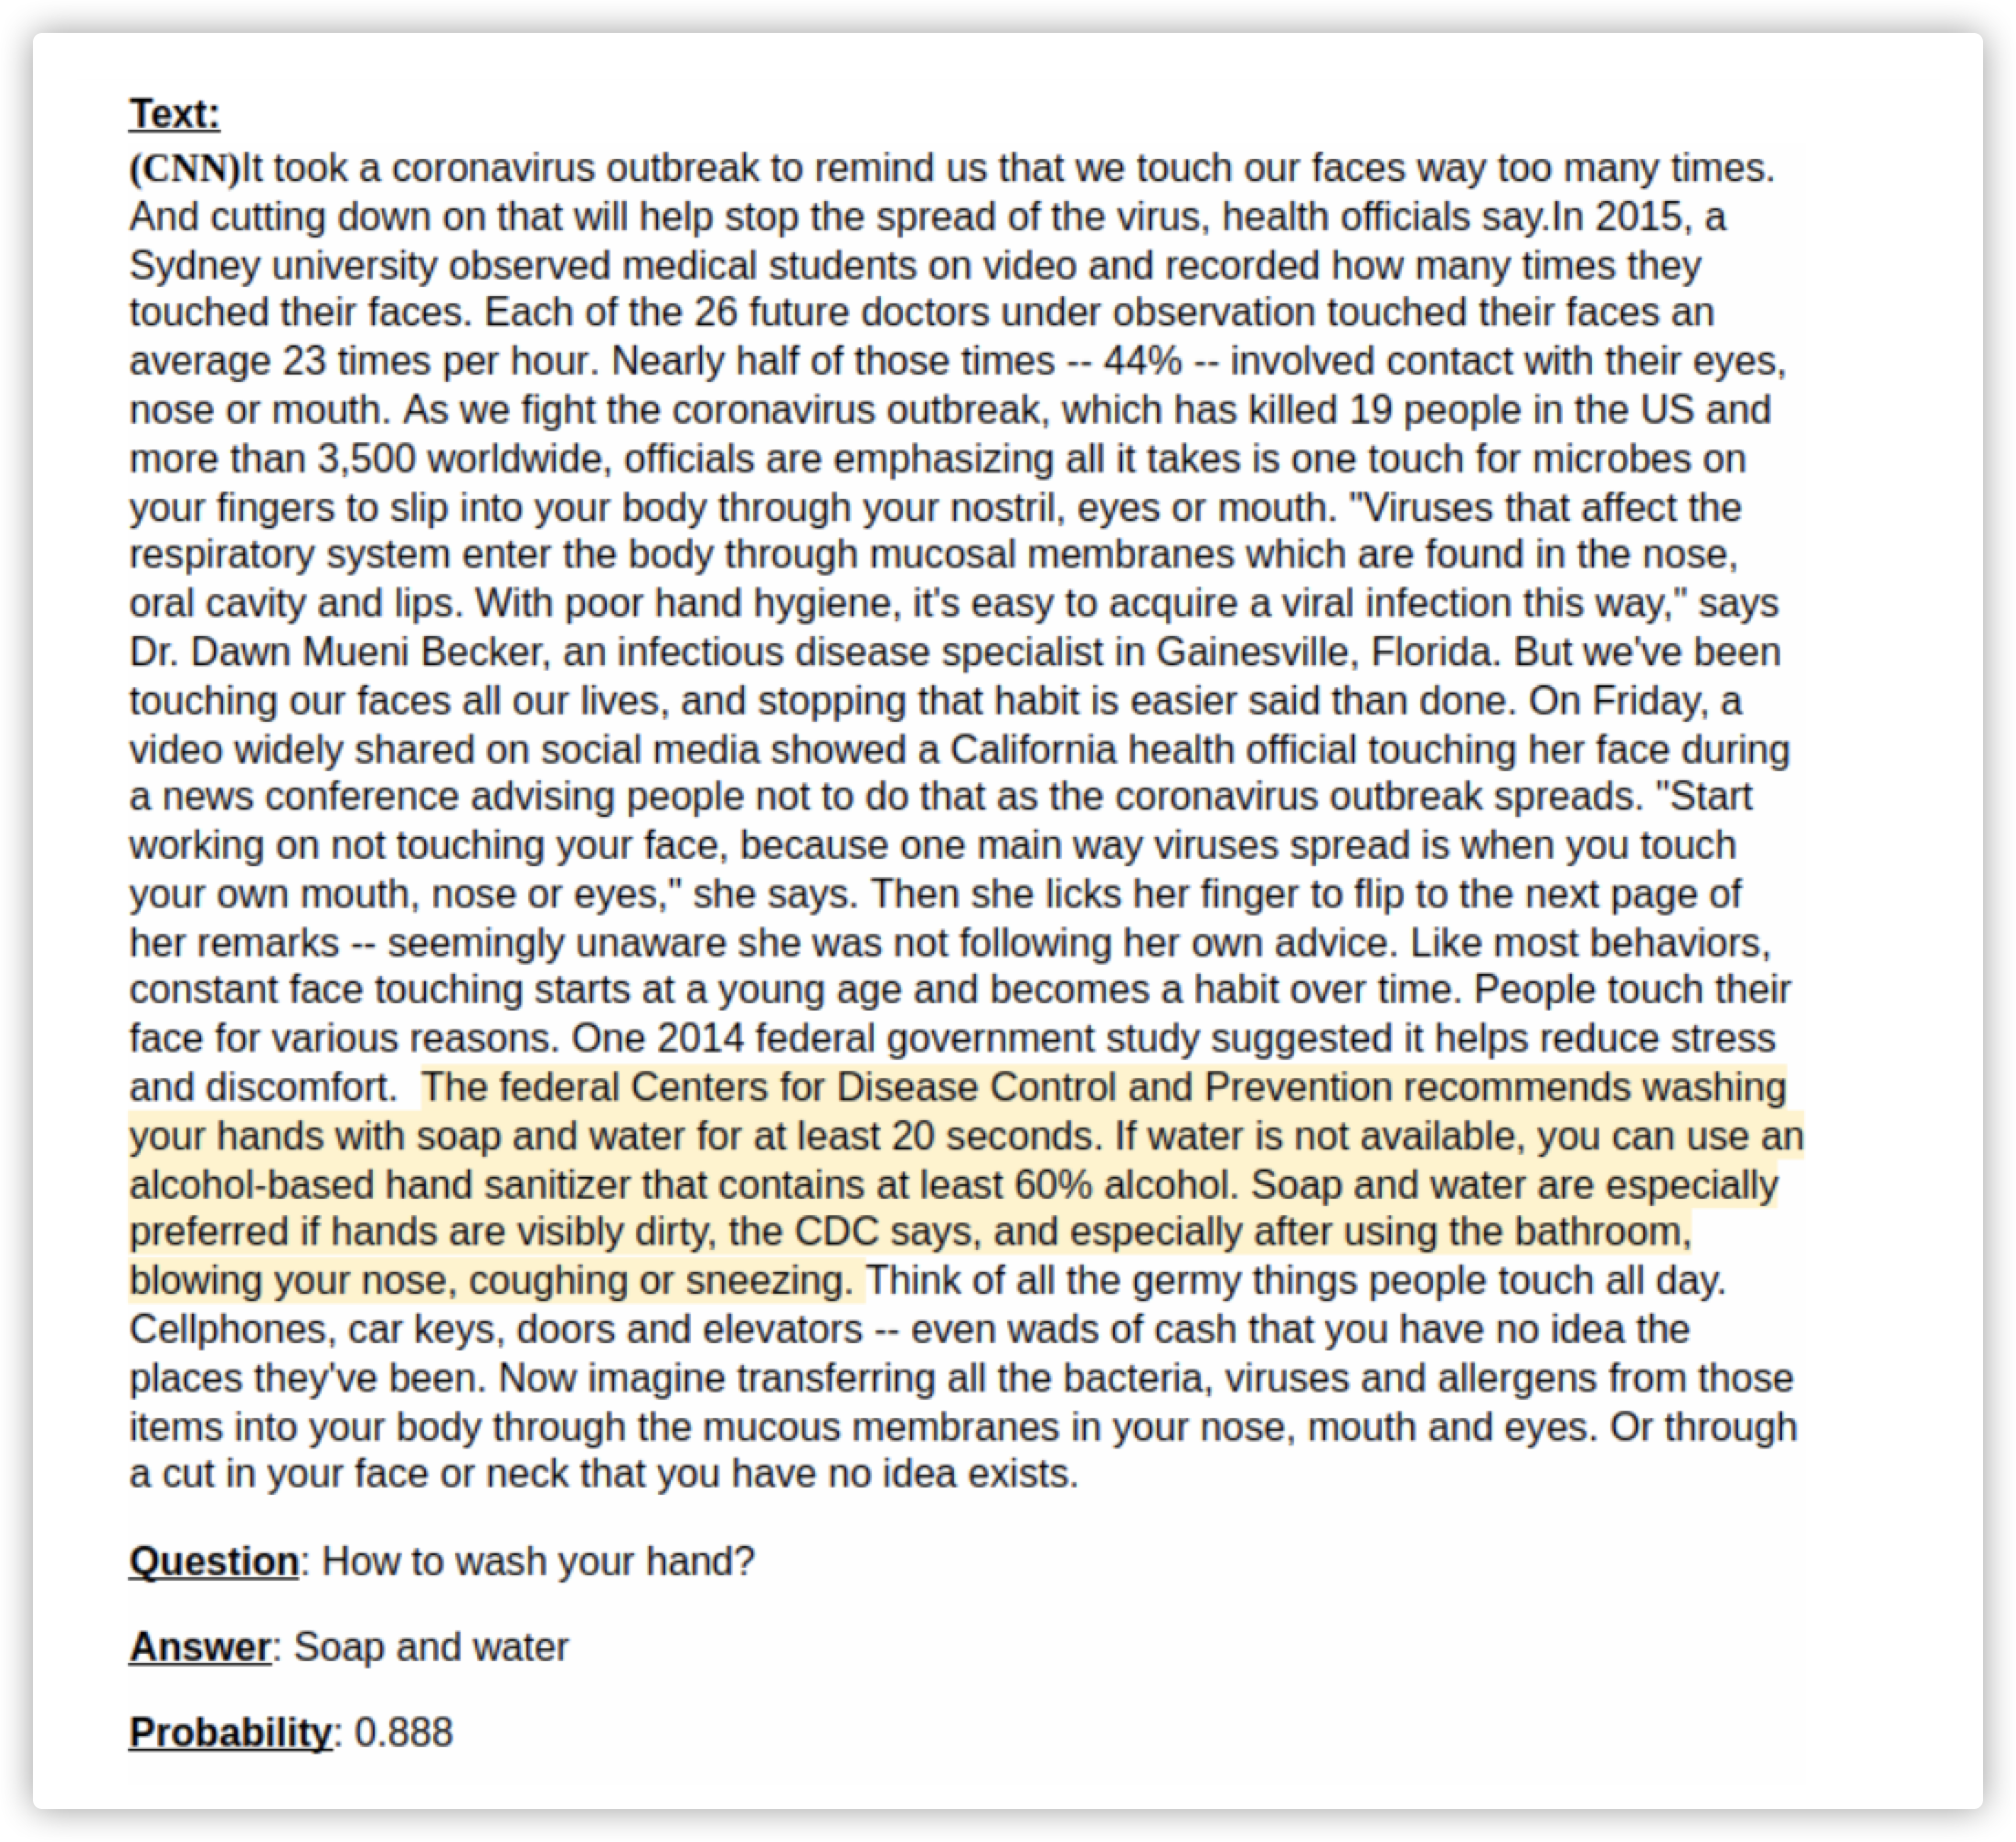 Text:
(CNN)It took a coronavirus outbreak to remind us that we touch our faces way too many times.
And cutting down on that will help stop the spread of the virus, health officials say.In 2015, a
Sydney university observed medical students on video and recorded how many times they
touched their faces. Each of the 26 future doctors under observation touched their faces an
average 23 times per hour. Nearly half of those times -- 44% -- involved contact with their eyes,
nose or mouth. As we fight the coronavirus outbreak, which has killed 19 people in the US and
more than 3,500 worldwide, officials are emphasizing all it takes is one touch for microbes on
your fingers to slip into your body through your nostril, eyes or mouth. "Viruses that affect the
respiratory system enter the body through mucosal membranes which are found in the nose,
oral cavity and lips. With poor hand hygiene, it's easy to acquire a viral infection this way," says
Dr. Dawn Mueni Becker, an infectious disease specialist in Gainesville, Florida. But we've been
touching our faces all our lives, and stopping that habit is easier said than done. On Friday, a
video widely shared on social media showed a California health official touching her face during
a news conference advising people not to do that as the coronavirus outbreak spreads. "Start
working on not touching your face, because one main way viruses spread is when you touch
your own mouth, nose or eyes," she says. Then she licks her finger to flip to the next page of
her remarks -- seemingly unaware she was not following her own advice. Like most behaviors,
constant face touching starts at a young age and becomes a habit over time. People touch their
face for various reasons. One 2014 federal government study suggested it helps reduce stress
and discomfort. The federal Centers for Disease Control and Prevention recommends washing
your hands with soap and water for at least 20 seconds. If water is not available, you can use an
alcohol-based hand sanitizer that contains at least 60% alcohol. Soap and water are especially
preferred if hands are visibly dirty, the CDC says, and especially after using the bathroom,
blowing your nose, coughing or sneezing. Think of all the germy things people touch all day.
Cellphones, car keys, doors and elevators -- even wads of cash that you have no idea the
places they've been. Now imagine transferring all the bacteria, viruses and allergens from those
items into your body through the mucous membranes in your nose, mouth and eyes. Or through
a cut in your face or neck that you have no idea exists.
Question: How to wash your hand?
Answer: Soap and water
Probability: 0.888